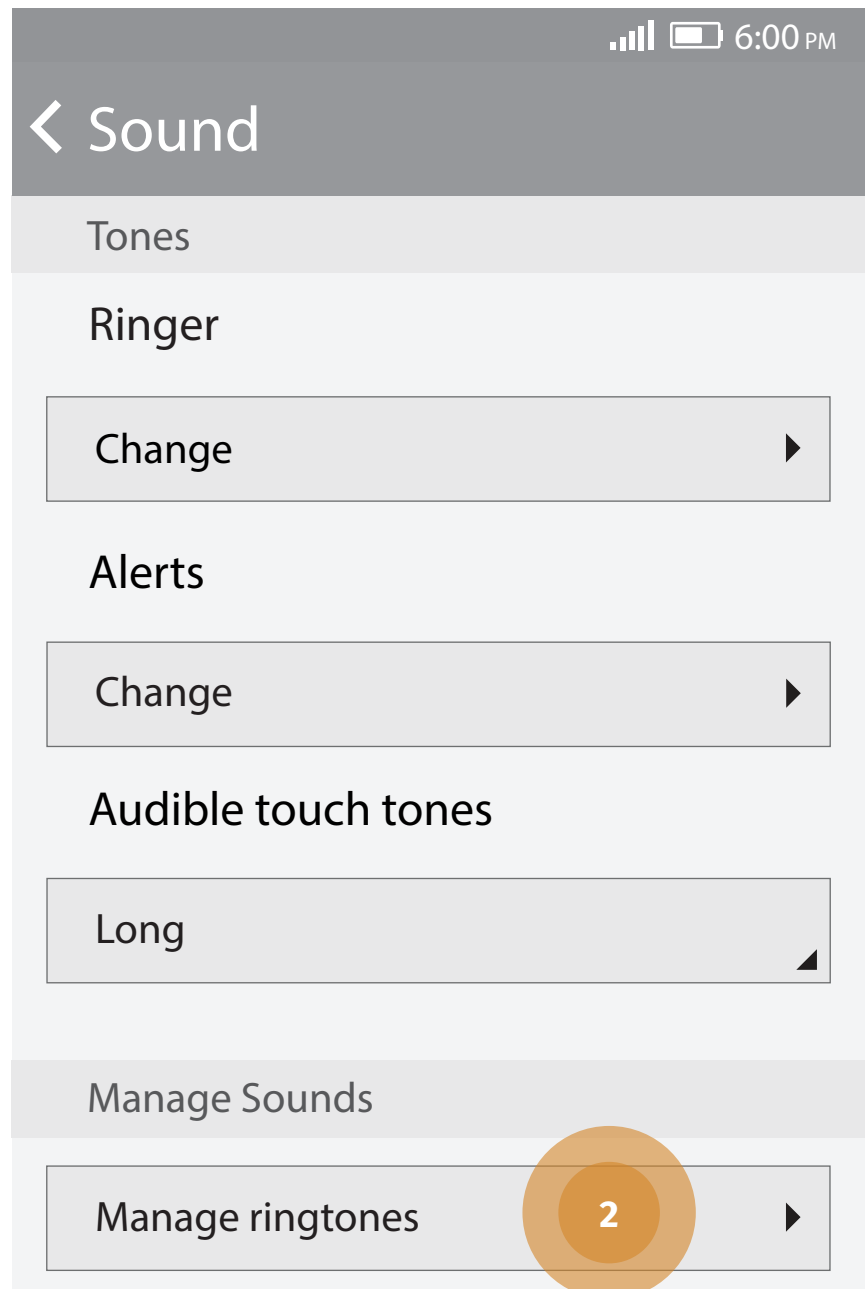 6:00 PM
Sound
Tones
Ringer
Change
Alerts
Change
Audible touch tones
Long
Manage Sounds
Manage ringtones 2